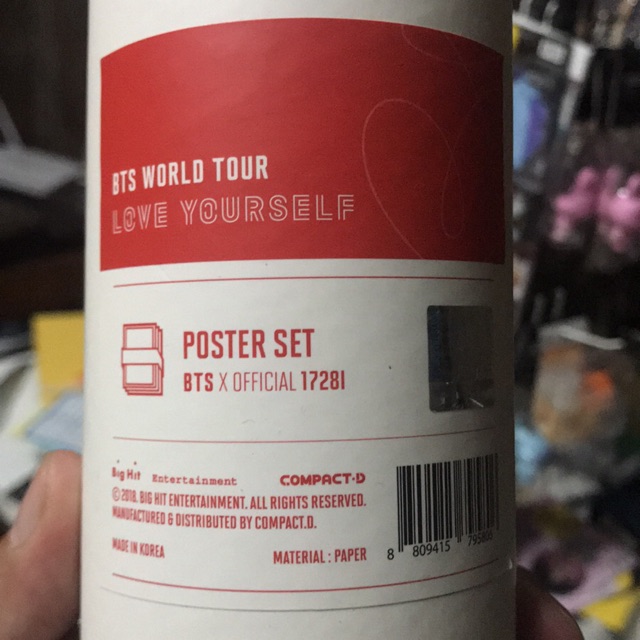 BTS WORLD TOUR
LOVE YOURSELF
POSTER SET
BTS X OFFICIAL 17281
Big Hit Entertainment COMPACT·D
ⓒ 2018. BIG HIT ENTERTAINMENT. ALL RIGHTS RESERVED.
MANUFACTURED & DISTRIBUTED BY COMPACT.D.
MADE IN KOREA
MATERIAL : PAPER
8 809415